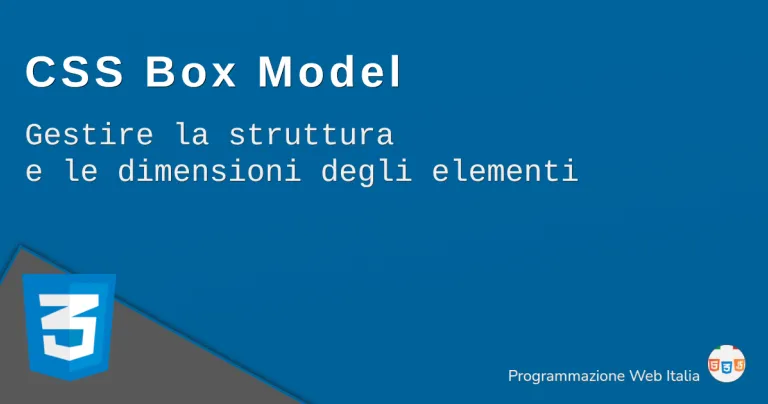 CSS Box Model
Gestire la struttura
e le dimensioni degli elementi
Programmazione Web Italia